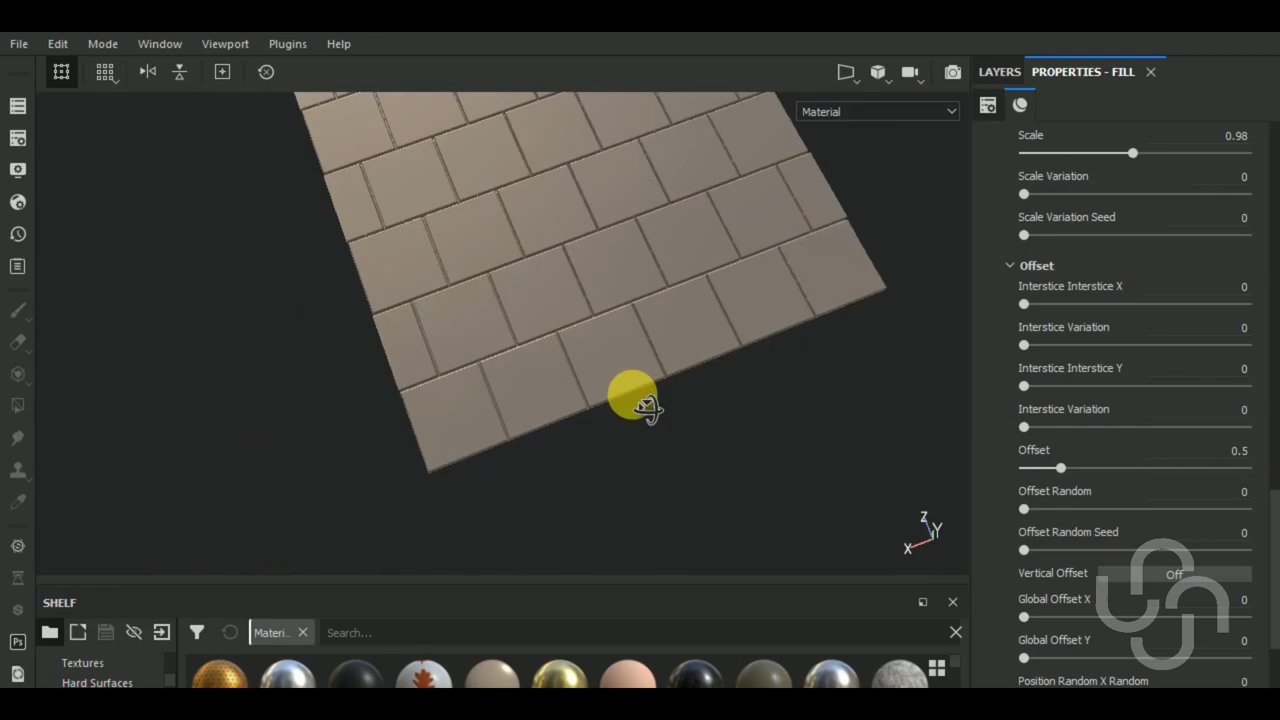 File Edit Mode Window Viewport Plugins Help
LAYERS PROPERTIES - FILL
Material
Scale 0.98
Scale Variation 0
Scale Variation Seed 0
Offset
Interstice Interstice X 0
Interstice Variation 0
Interstice Interstice Y 0
Interstice Variation 0
Offset 0.5
Offset Random 0
Offset Random Seed 0
Vertical Offset Off
Global Offset X 0
Global Offset Y 0
Position Random X Random 0
Z
Y
X
SHELF
Materi... Search...
Textures
Hard Surfaces
Ps